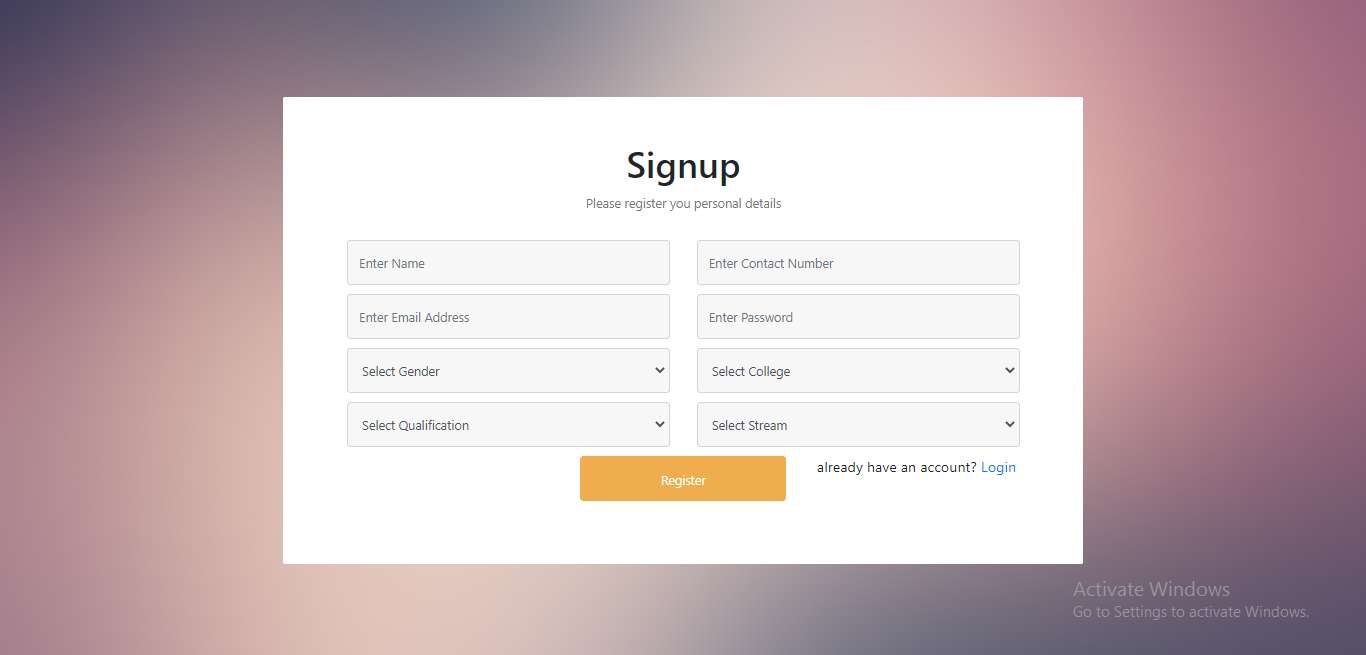 Signup
Please register you personal details
Enter Name
Enter Contact Number
Enter Email Address
Enter Password
Select Gender
Select College
Select Qualification
Select Stream
Register
already have an account? Login
Activate Windows
Go to Settings to activate Windows.